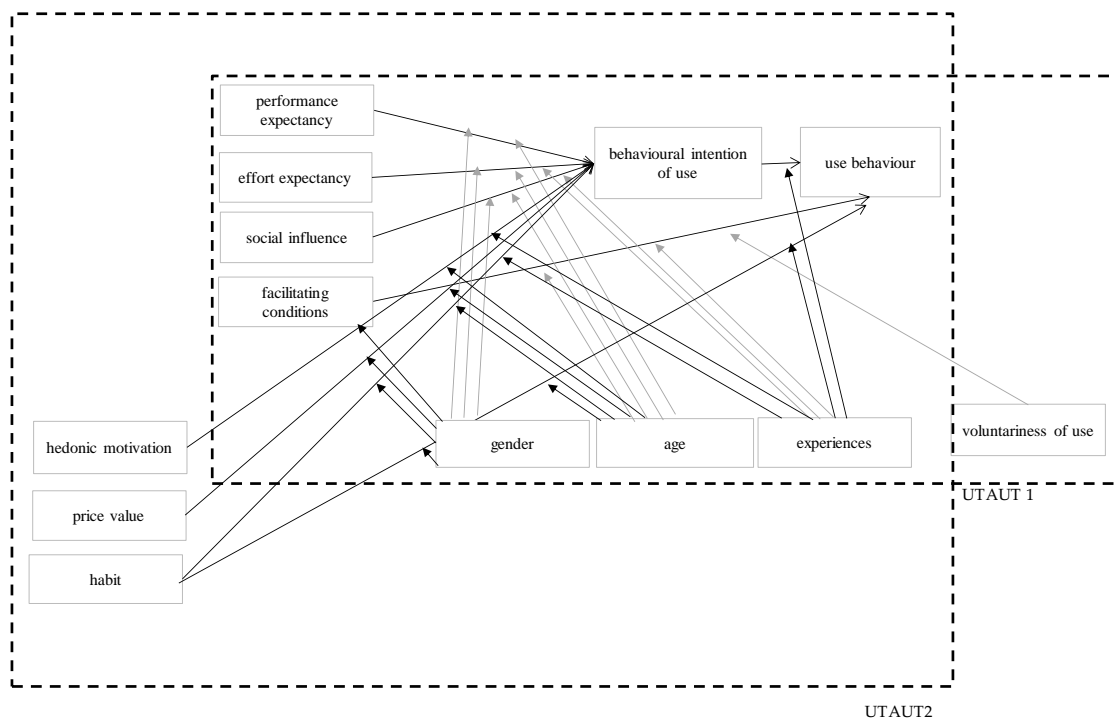 performance
expectancy
behavioural intention
of use
use behaviour
effort expectancy
social influence
facilitating
conditions
hedonic motivation
gender
age
experiences
voluntariness of use
UTAUT 1
price value
habit
UTAUT2